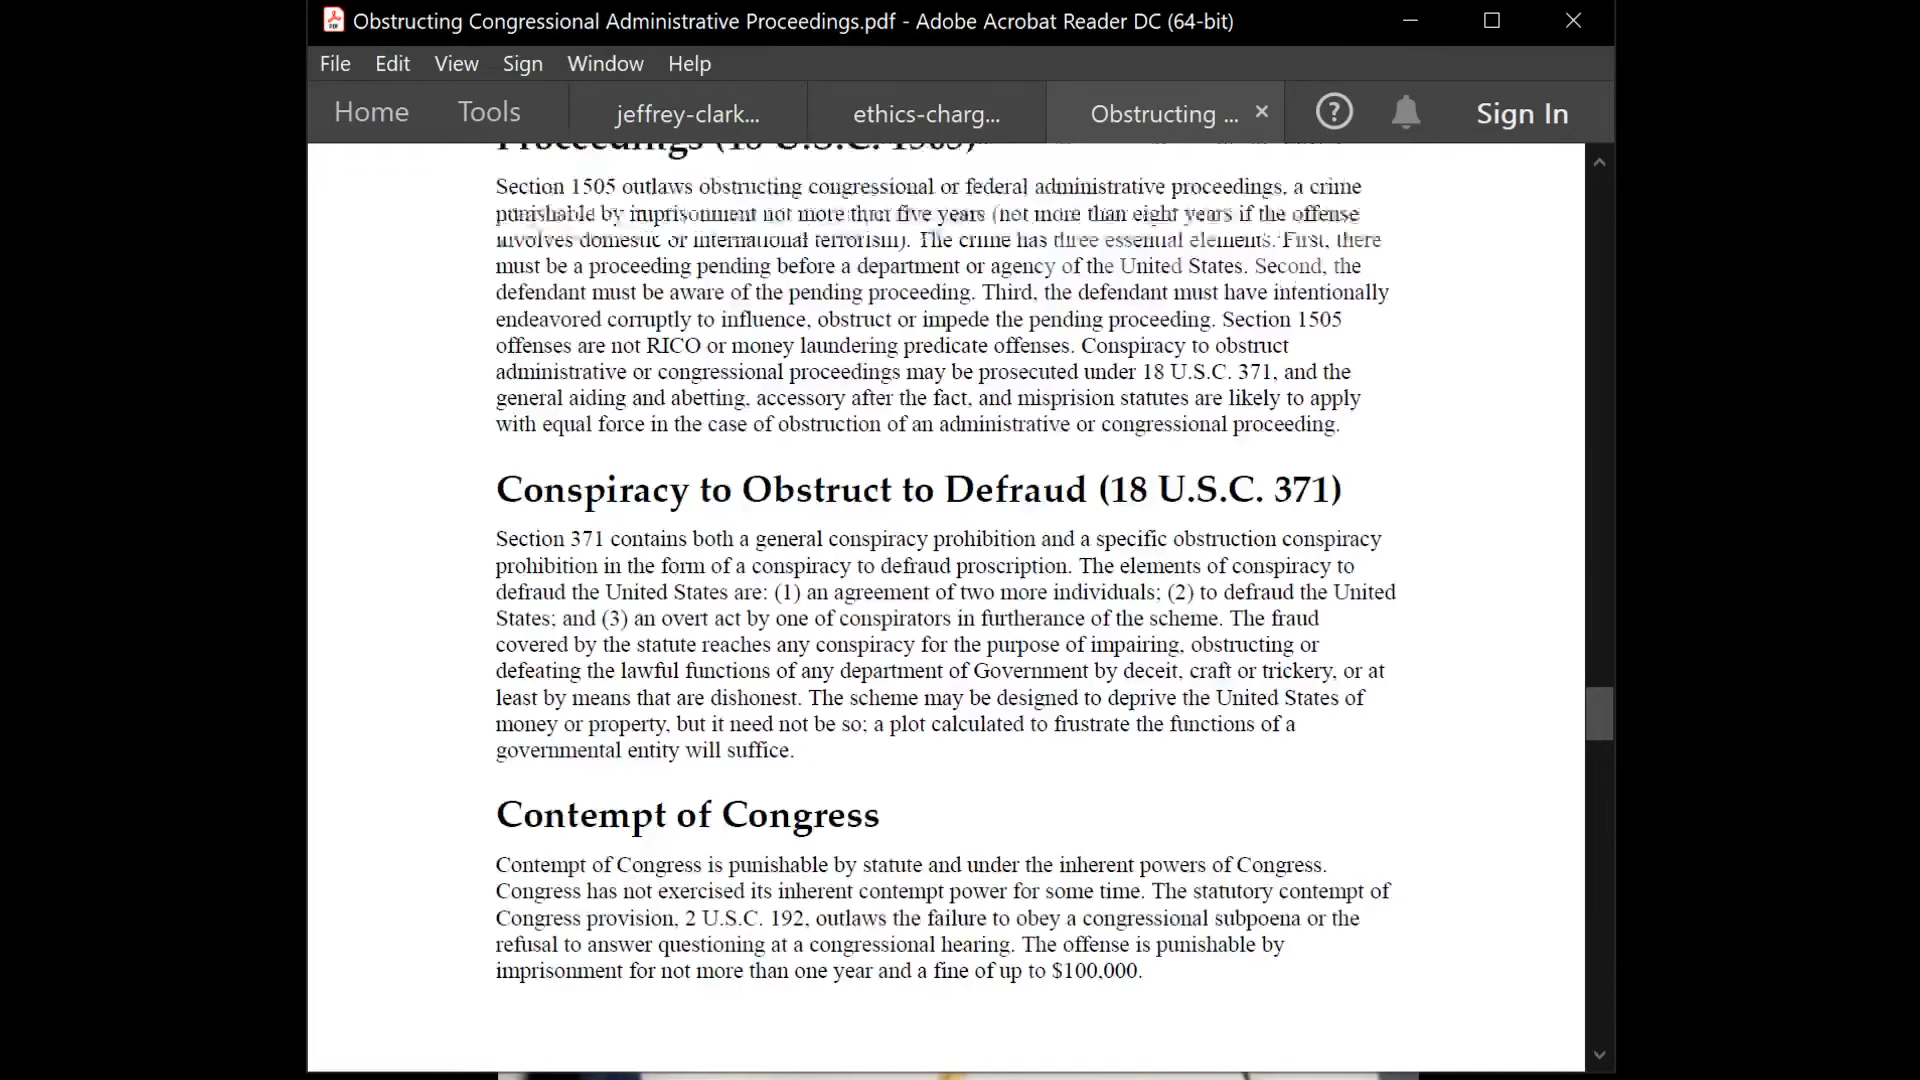 Obstructing Congressional Administrative Proceedings.pdf - Adobe Acrobat Reader DC (64-bit)
File Edit View Sign Window Help
Home Tools jeffrey-clark... ethics-charg... Obstructing ... Sign In
Proceedings (18 U.S.C. 1505)
Section 1505 outlaws obstructing congressional or federal administrative proceedings, a crime
punishable by imprisonment not more than five years (not more than eight years if the offense
involves domestic or international terrorism). The crime has three essential elements. First, there
must be a proceeding pending before a department or agency of the United States. Second, the
defendant must be aware of the pending proceeding. Third, the defendant must have intentionally
endeavored corruptly to influence, obstruct or impede the pending proceeding. Section 1505
offenses are not RICO or money laundering predicate offenses. Conspiracy to obstruct
administrative or congressional proceedings may be prosecuted under 18 U.S.C. 371, and the
general aiding and abetting, accessory after the fact, and misprision statutes are likely to apply
with equal force in the case of obstruction of an administrative or congressional proceeding.
Conspiracy to Obstruct to Defraud (18 U.S.C. 371)
Section 371 contains both a general conspiracy prohibition and a specific obstruction conspiracy
prohibition in the form of a conspiracy to defraud proscription. The elements of conspiracy to
defraud the United States are: (1) an agreement of two more individuals; (2) to defraud the United
States; and (3) an overt act by one of conspirators in furtherance of the scheme. The fraud
covered by the statute reaches any conspiracy for the purpose of impairing, obstructing or
defeating the lawful functions of any department of Government by deceit, craft or trickery, or at
least by means that are dishonest. The scheme may be designed to deprive the United States of
money or property, but it need not be so; a plot calculated to frustrate the functions of a
governmental entity will suffice.
Contempt of Congress
Contempt of Congress is punishable by statute and under the inherent powers of Congress.
Congress has not exercised its inherent contempt power for some time. The statutory contempt of
Congress provision, 2 U.S.C. 192, outlaws the failure to obey a congressional subpoena or the
refusal to answer questioning at a congressional hearing. The offense is punishable by
imprisonment for not more than one year and a fine of up to $100,000.